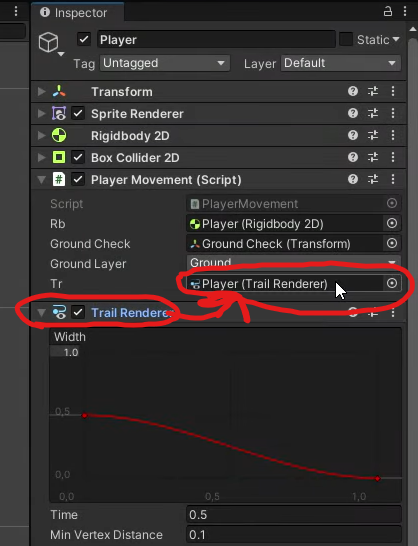 Inspector
Player
Static
Tag Untagged Layer Default
Transform
Sprite Renderer
Rigidbody 2D
Box Collider 2D
# Player Movement (Script)
Script # PlayerMovement
Rb Player (Rigidbody 2D)
Ground Check Ground Check (Transform)
Ground Layer Ground
Tr Player (Trail Renderer)
Trail Renderer
Width
1.0
0,5
0,0
0,0 0,5 1,0
Time 0.5
Min Vertex Distance 0.1